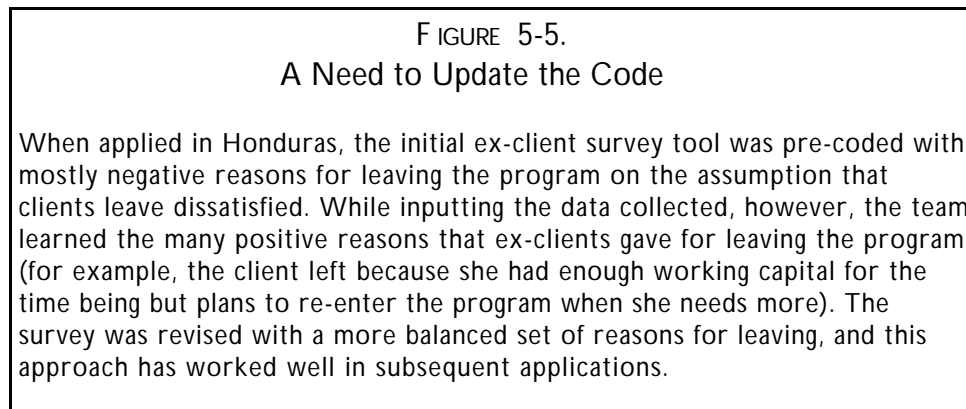 FIGURE 5-5.
A Need to Update the Code
When applied in Honduras, the initial ex-client survey tool was pre-coded with
mostly negative reasons for leaving the program on the assumption that
clients leave dissatisfied. While inputting the data collected, however, the team
learned the many positive reasons that ex-clients gave for leaving the program
(for example, the client left because she had enough working capital for the
time being but plans to re-enter the program when she needs more). The
survey was revised with a more balanced set of reasons for leaving, and this
approach has worked well in subsequent applications.